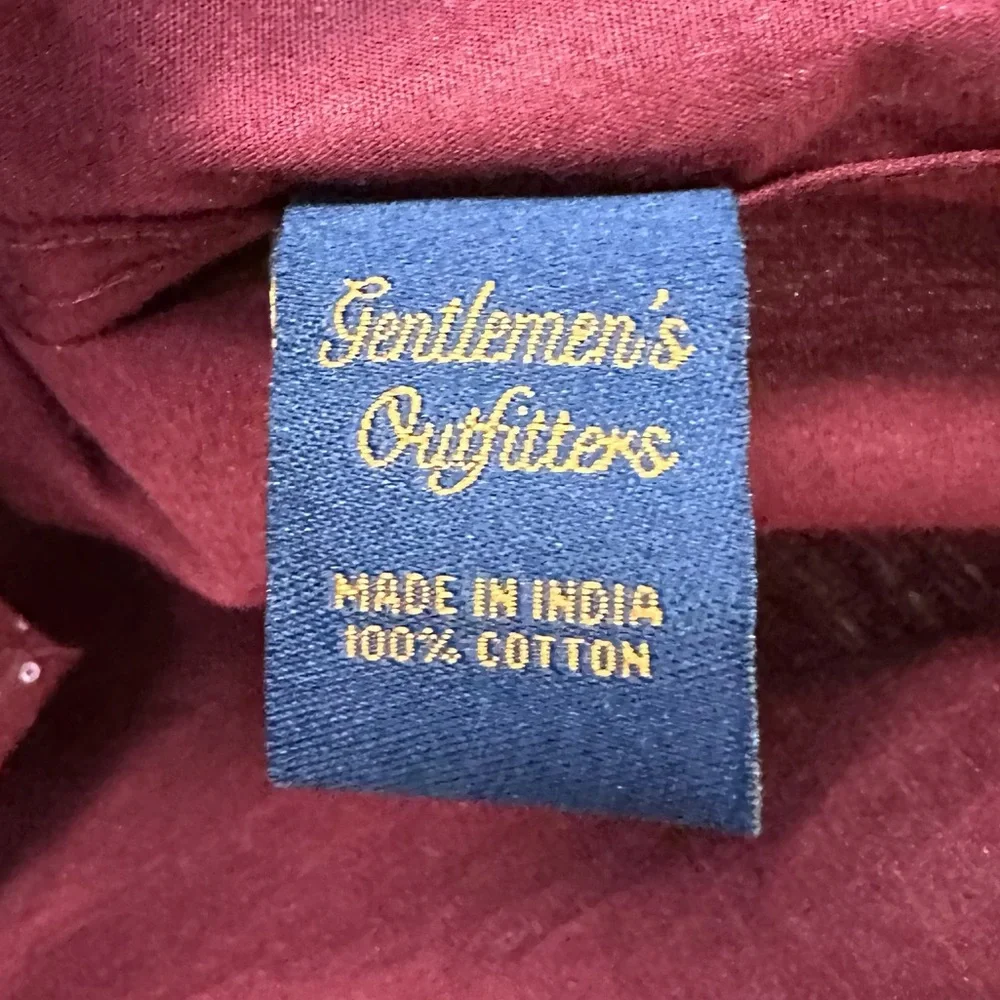 Gentlemen's
Outfitters
MADE IN INDIA
100% COTTON